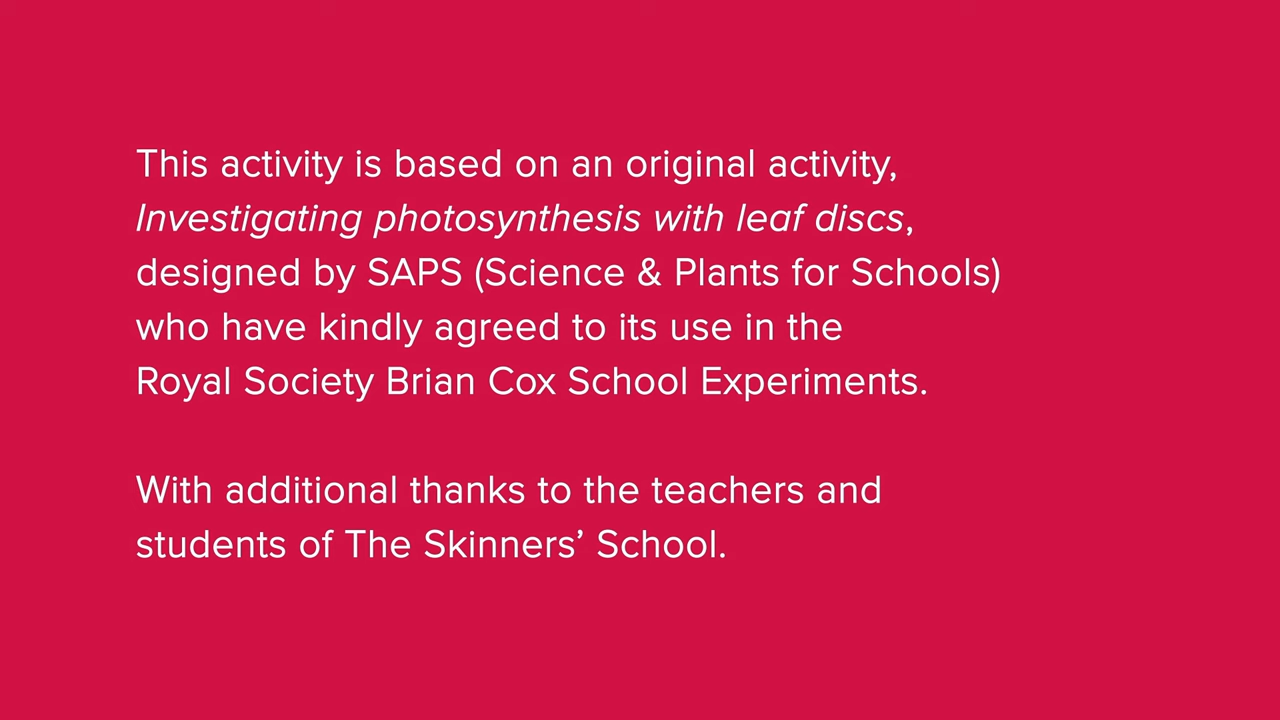 This activity is based on an original activity,
Investigating photosynthesis with leaf discs,
designed by SAPS (Science & Plants for Schools)
who have kindly agreed to its use in the
Royal Society Brian Cox School Experiments.
With additional thanks to the teachers and
students of The Skinners’ School.